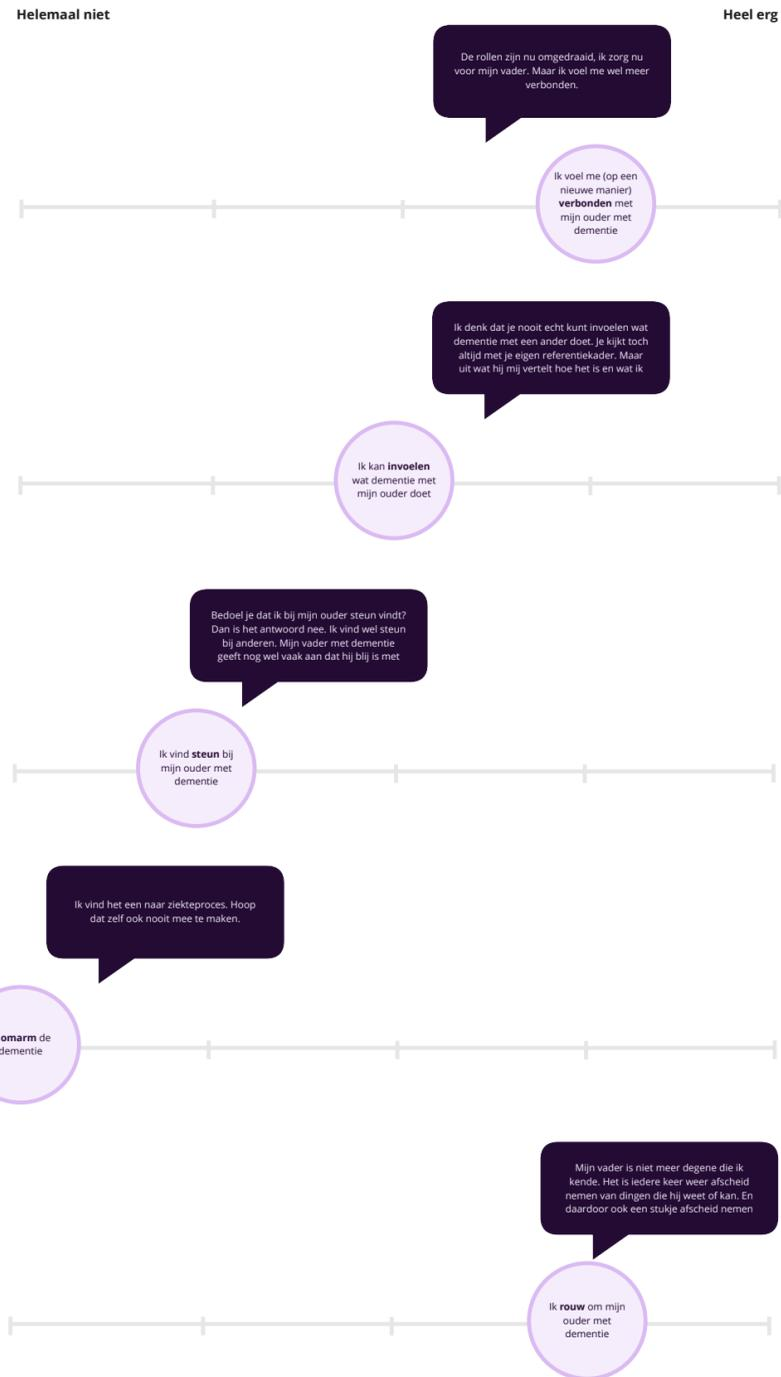 Helemaal niet
Heel erg
De rollen zijn nu omgedraaid, ik zorg nu
voor mijn vader. Maar ik voel me wel meer
verbonden.
Ik voel me (op een
nieuwe manier)
verbonden met
mijn ouder met
dementie
Ik denk dat je nooit echt kunt invoelen wat
dementie met een ander doet. Je kijkt toch
altijd met je eigen referentiekader. Maar
uit wat hij mij vertelt hoe het is en wat ik
Ik kan invoelen
wat dementie met
mijn ouder doet
Bedoel je dat ik bij mijn ouder steun vindt?
Dan is het antwoord nee. Ik vind wel steun
bij anderen. Mijn vader met dementie
geeft nog wel vaak aan dat hij blij is met
Ik vind steun bij
mijn ouder met
dementie
Ik vind het een naar ziekteproces. Hoop
dat zelf ook nooit mee te maken.
omarm de
dementie
Mijn vader is niet meer degene die ik
kende. Het is iedere keer weer afscheid
nemen van dingen die hij weet of kan. En
daardoor ook een stukje afscheid nemen
Ik rouw om mijn
ouder met
dementie